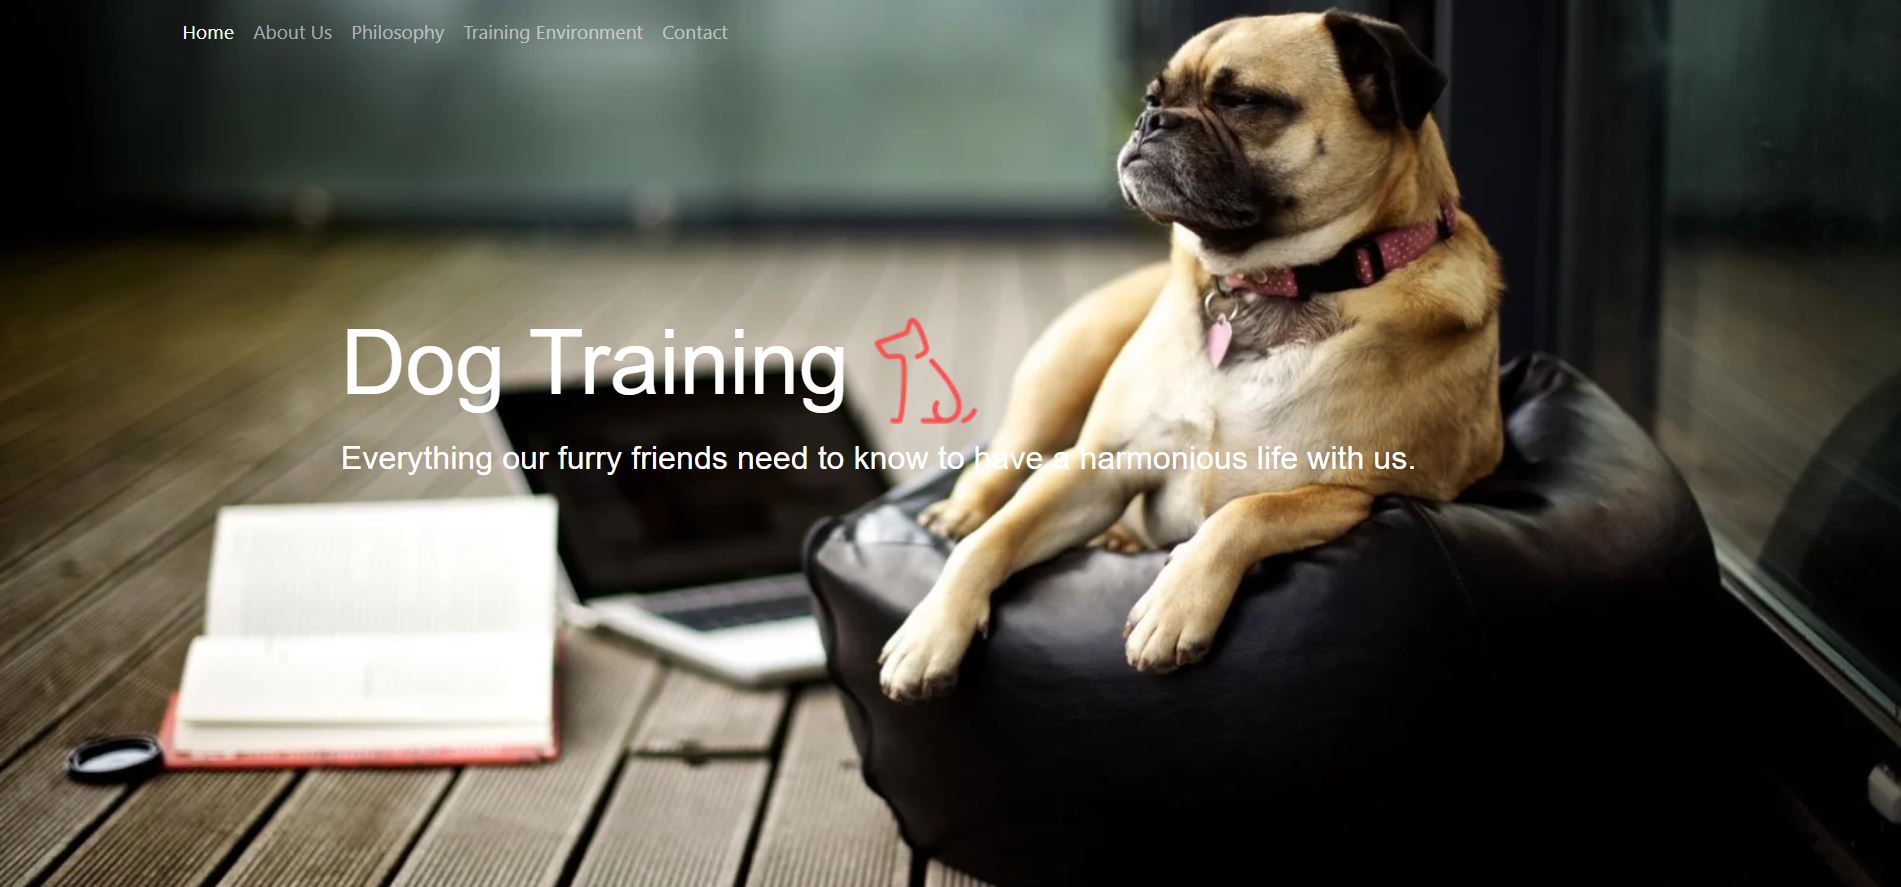 Home About Us Philosophy Training Environment Contact
Dog Training
Everything our furry friends need to know to have a harmonious life with us.